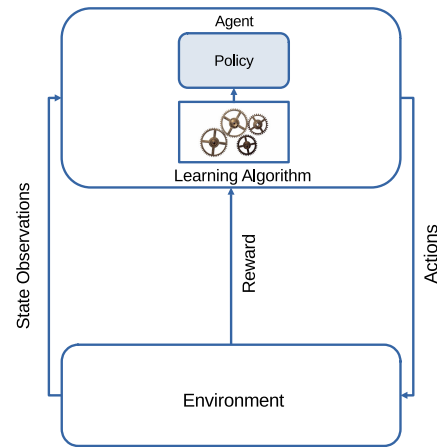 Agent
Policy
Learning Algorithm
State Observations
Reward
Actions
Environment